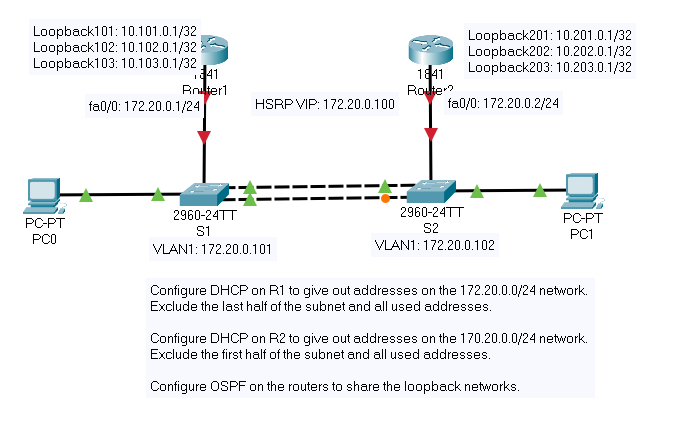 Loopback101: 10.101.0.1/32
Loopback102: 10.102.0.1/32
Loopback103: 10.103.0.1/32
Loopback201: 10.201.0.1/32
Loopback202: 10.202.0.1/32
Loopback203: 10.203.0.1/32
1841
Router1
1841
Router2
fa0/0: 172.20.0.1/24
HSRP VIP: 172.20.0.100
fa0/0: 172.20.0.2/24
PC-PT
PC0
2960-24TT
S1
VLAN1: 172.20.0.101
2960-24TT
S2
VLAN1: 172.20.0.102
PC-PT
PC1
Configure DHCP on R1 to give out addresses on the 172.20.0.0/24 network.
Exclude the last half of the subnet and all used addresses.
Configure DHCP on R2 to give out addresses on the 170.20.0.0/24 network.
Exclude the first half of the subnet and all used addresses.
Configure OSPF on the routers to share the loopback networks.